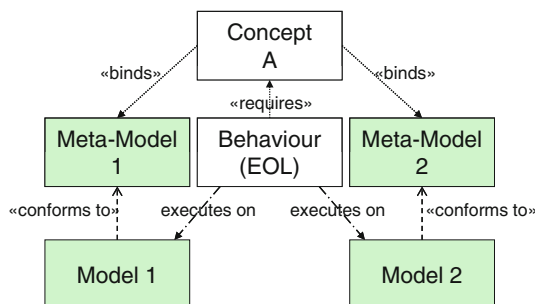 Concept
A
«binds»
«binds»
«requires»
Meta-Model
1
Behaviour
(EOL)
Meta-Model
2
«conforms to»
executes on
executes on
«conforms to»
Model 1
Model 2